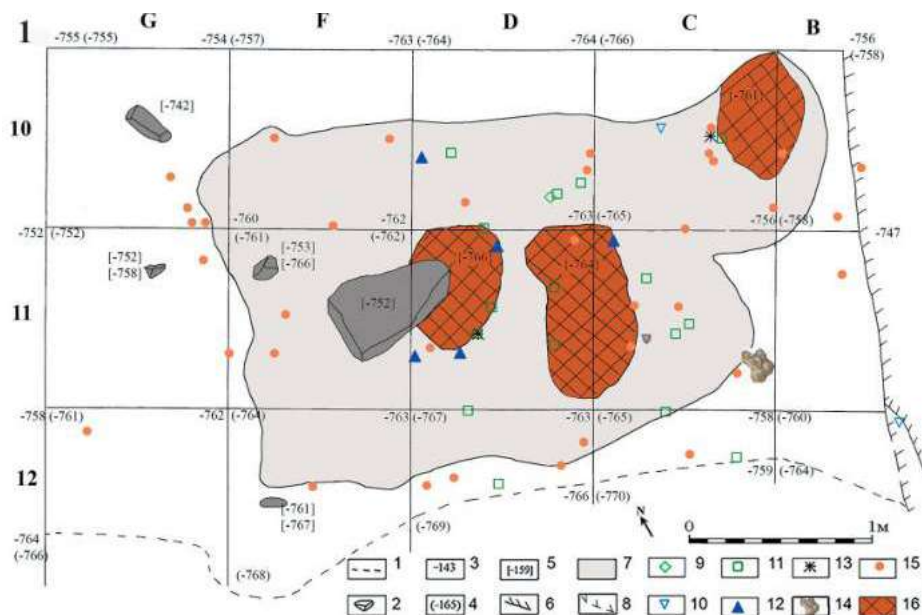 1
G F D C B
-755 (-755) -754 (-757) -763 (-764) -764 (-766) -756 (-758)
10
[-742] [-761]
-752 (-752) -760 (-761) -762 (-762) -763 (-765) -756 (-758) -747
[-752] [-758]
[-753] [-766]
[-766]
[-752]
11
-758 (-761) -762 (-764) -763 (-767) -763 (-765) -758 (-760)
12
[-761] [-767]
-759 (-764)
-766 (-770)
(-769)
-764 (-766)
(-768)
N
0 1м
1 -143 3 [-159] 5 7 9 11 13 15
2 (-165) 4 6 8 10 12 14 16